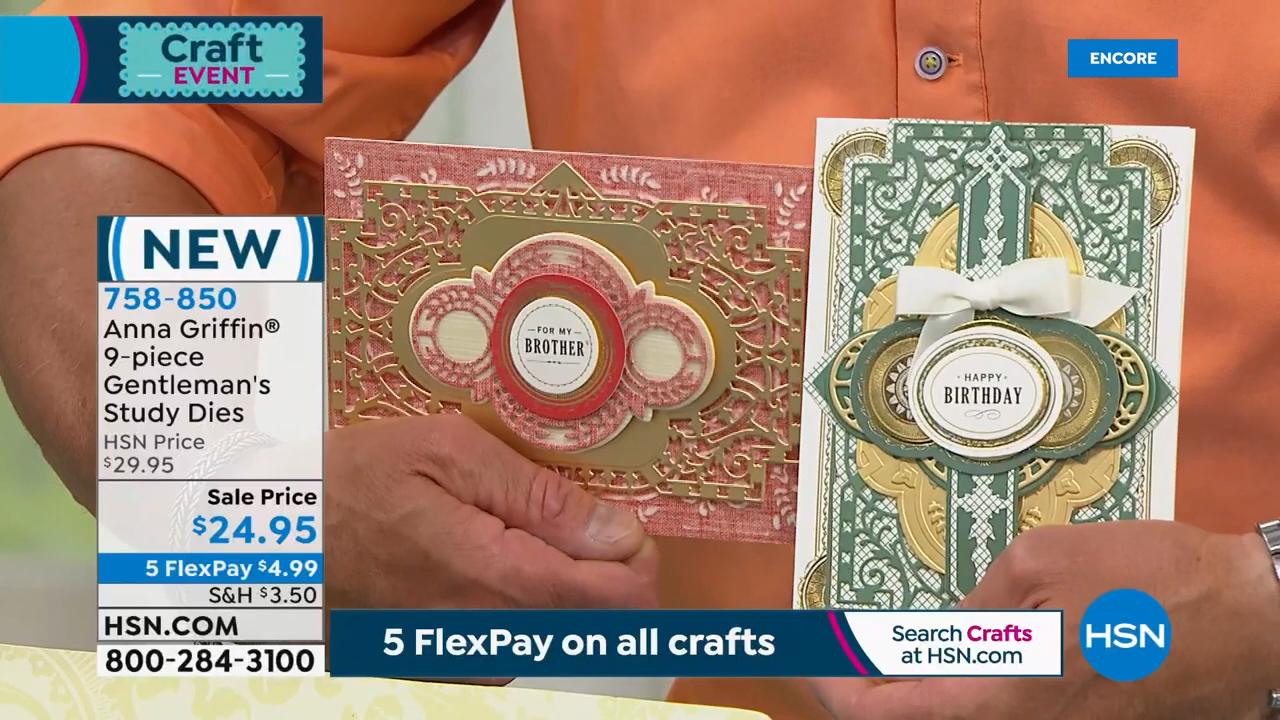 Craft
EVENT
ENCORE
NEW
758-850
Anna Griffin®
9-piece
Gentleman's
Study Dies
HSN Price
$29.95
Sale Price
$24.95
5 FlexPay $4.99
S&H $3.50
HSN.COM
800-284-3100
FOR MY
BROTHER
HAPPY
BIRTHDAY
5 FlexPay on all crafts
Search Crafts
at HSN.com
HSN